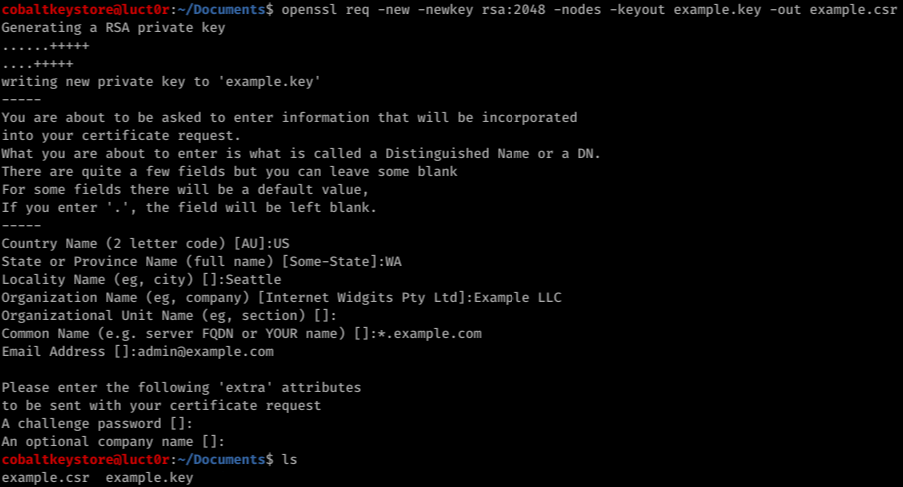 cobaltkeystore@luct0r:~/Documents$ openssl req -new -newkey rsa:2048 -nodes -keyout example.key -out example.csr
Generating a RSA private key
......+++++
....+++++
writing new private key to 'example.key'
-----
You are about to be asked to enter information that will be incorporated
into your certificate request.
What you are about to enter is what is called a Distinguished Name or a DN.
There are quite a few fields but you can leave some blank
For some fields there will be a default value,
If you enter '.', the field will be left blank.
-----
Country Name (2 letter code) [AU]:US
State or Province Name (full name) [Some-State]:WA
Locality Name (eg, city) []:Seattle
Organization Name (eg, company) [Internet Widgits Pty Ltd]:Example LLC
Organizational Unit Name (eg, section) []:
Common Name (e.g. server FQDN or YOUR name) []:*.example.com
Email Address []:admin@example.com

Please enter the following 'extra' attributes
to be sent with your certificate request
A challenge password []:
An optional company name []:
cobaltkeystore@luct0r:~/Documents$ ls
example.csr  example.key